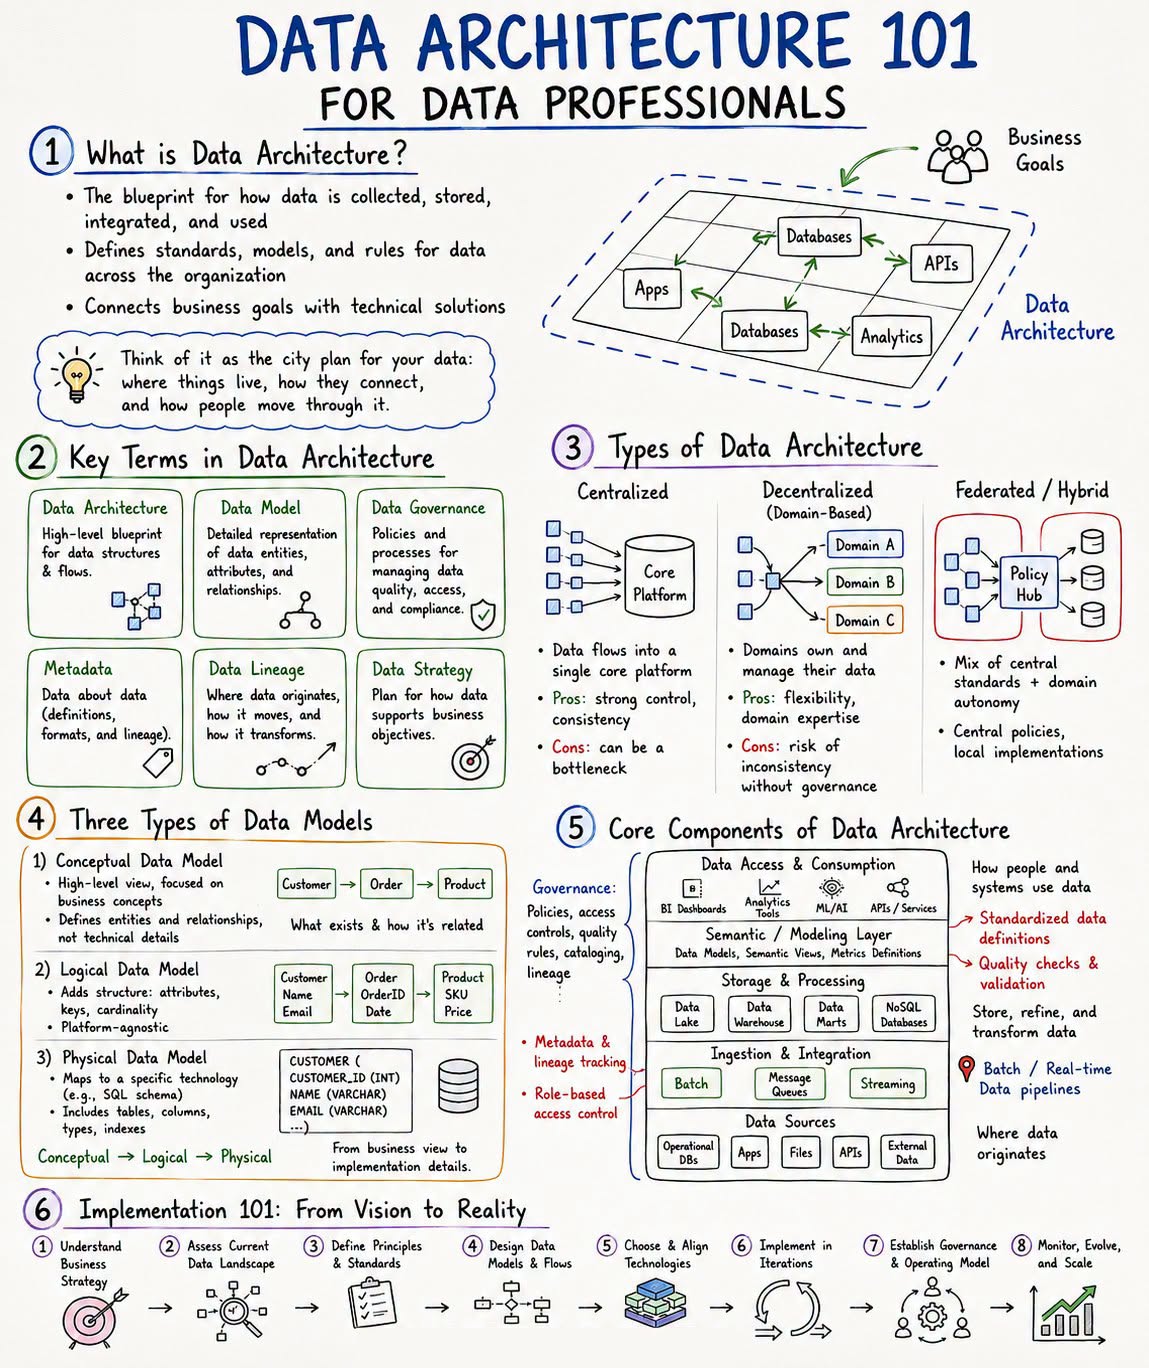 DATA ARCHITECTURE 101
FOR DATA PROFESSIONALS
1 What is Data Architecture?
• The blueprint for how data is collected, stored,
integrated, and used
• Defines standards, models, and rules for data
across the organization
• Connects business goals with technical solutions
Think of it as the city plan for your data:
where things live, how they connect,
and how people move through it.
Business
Goals
Databases
APIs
Apps
Databases
Analytics
Data
Architecture
2 Key Terms in Data Architecture
Data Architecture
High-level blueprint
for data structures
& flows.
Data Model
Detailed representation
of data entities,
attributes, and
relationships.
Data Governance
Policies and
processes for
managing data
quality, access,
and compliance.
Metadata
Data about data
(definitions,
formats, and lineage).
Data Lineage
Where data originates,
how it moves, and
how it transforms.
Data Strategy
Plan for how data
supports business
objectives.
3 Types of Data Architecture
Centralized
Core
Platform
• Data flows into a
single core platform
• Pros: strong control,
consistency
• Cons: can be a
bottleneck
Decentralized
(Domain-Based)
Domain A
Domain B
Domain C
• Domains own and
manage their data
• Pros: flexibility,
domain expertise
• Cons: risk of
inconsistency
without governance
Federated / Hybrid
Policy
Hub
• Mix of central
standards + domain
autonomy
• Central policies,
local implementations
4 Three Types of Data Models
1) Conceptual Data Model
• High-level view, focused on
business concepts
• Defines entities and relationships,
not technical details
Customer → Order → Product
What exists & how it's related
2) Logical Data Model
• Adds structure: attributes,
keys, cardinality
• Platform-agnostic
Customer
Name
Email
Order
OrderID
Date
Product
SKU
Price
3) Physical Data Model
• Maps to a specific technology
(e.g., SQL schema)
• Includes tables, columns,
types, indexes
CUSTOMER (
CUSTOMER_ID (INT)
NAME (VARCHAR)
EMAIL (VARCHAR)
...)
Conceptual → Logical → Physical
From business view to
implementation details.
5 Core Components of Data Architecture
Governance:
Policies, access
controls, quality
rules, cataloging,
lineage
• Metadata &
lineage tracking
• Role-based
access control
Data Access & Consumption
BI Dashboards
Analytics
Tools
ML/AI
APIs / Services
Semantic / Modeling Layer
Data Models, Semantic Views, Metrics Definitions
Storage & Processing
Data
Lake
Data
Warehouse
Data
Marts
NoSQL
Databases
Ingestion & Integration
Batch
Message
Queues
Streaming
Data Sources
Operational
DBs
Apps
Files
APIs
External
Data
How people and
systems use data
Standardized data
definitions
Quality checks &
validation
Store, refine, and
transform data
Batch / Real-time
Data pipelines
Where data
originates
6 Implementation 101: From Vision to Reality
1 Understand
Business
Strategy
2 Assess Current
Data Landscape
3 Define Principles
& Standards
4 Design Data
Models & Flows
5 Choose & Align
Technologies
6 Implement in
Iterations
7 Establish Governance
& Operating Model
8 Monitor, Evolve,
and Scale